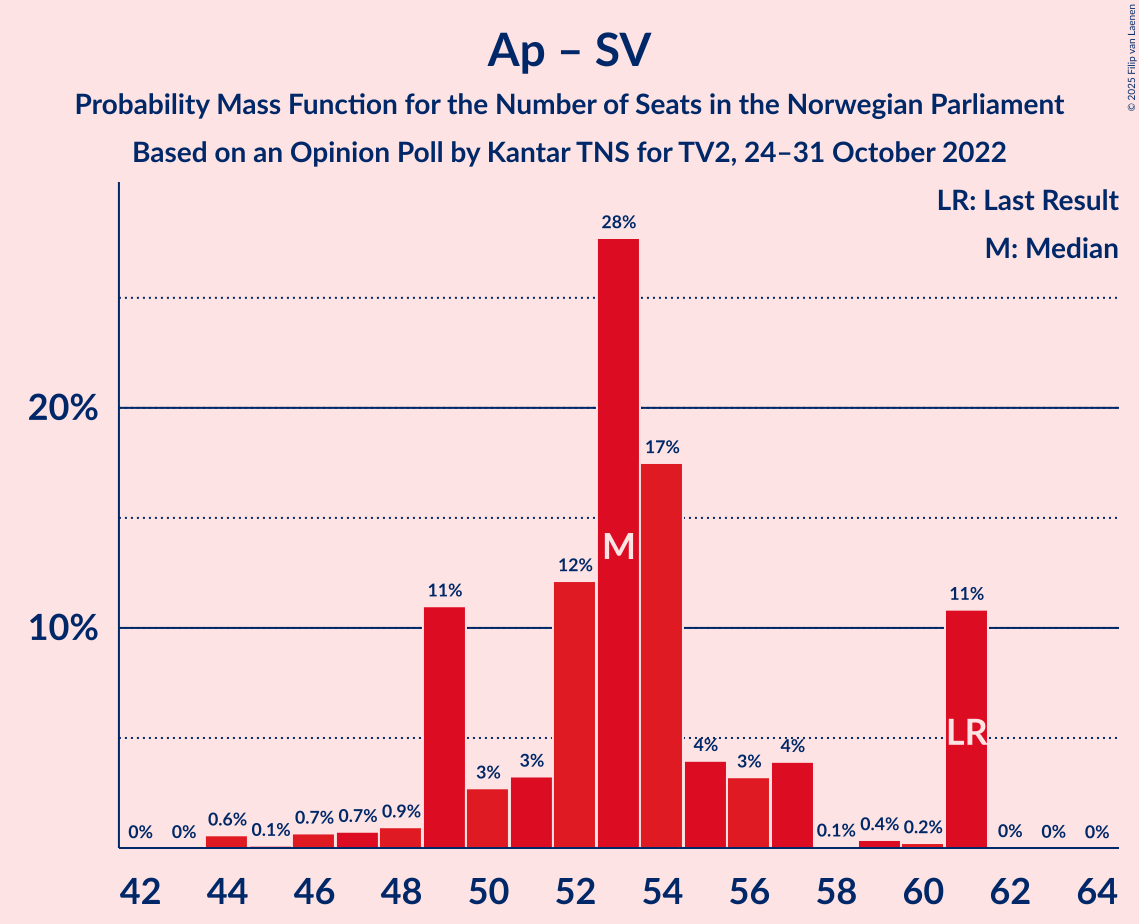 Ap – SV
Probability Mass Function for the Number of Seats in the Norwegian Parliament
Based on an Opinion Poll by Kantar TNS for TV2, 24–31 October 2022
© 2025 Filip van Laenen
LR: Last Result
M: Median
20%
10%
0% 0% 0.6% 0.1% 0.7% 0.7% 0.9% 11% 3% 3% 12% 28% 17% 4% 3% 4% 0.1% 0.4% 0.2% 11% 0% 0% 0%
M
LR
42 44 46 48 50 52 54 56 58 60 62 64